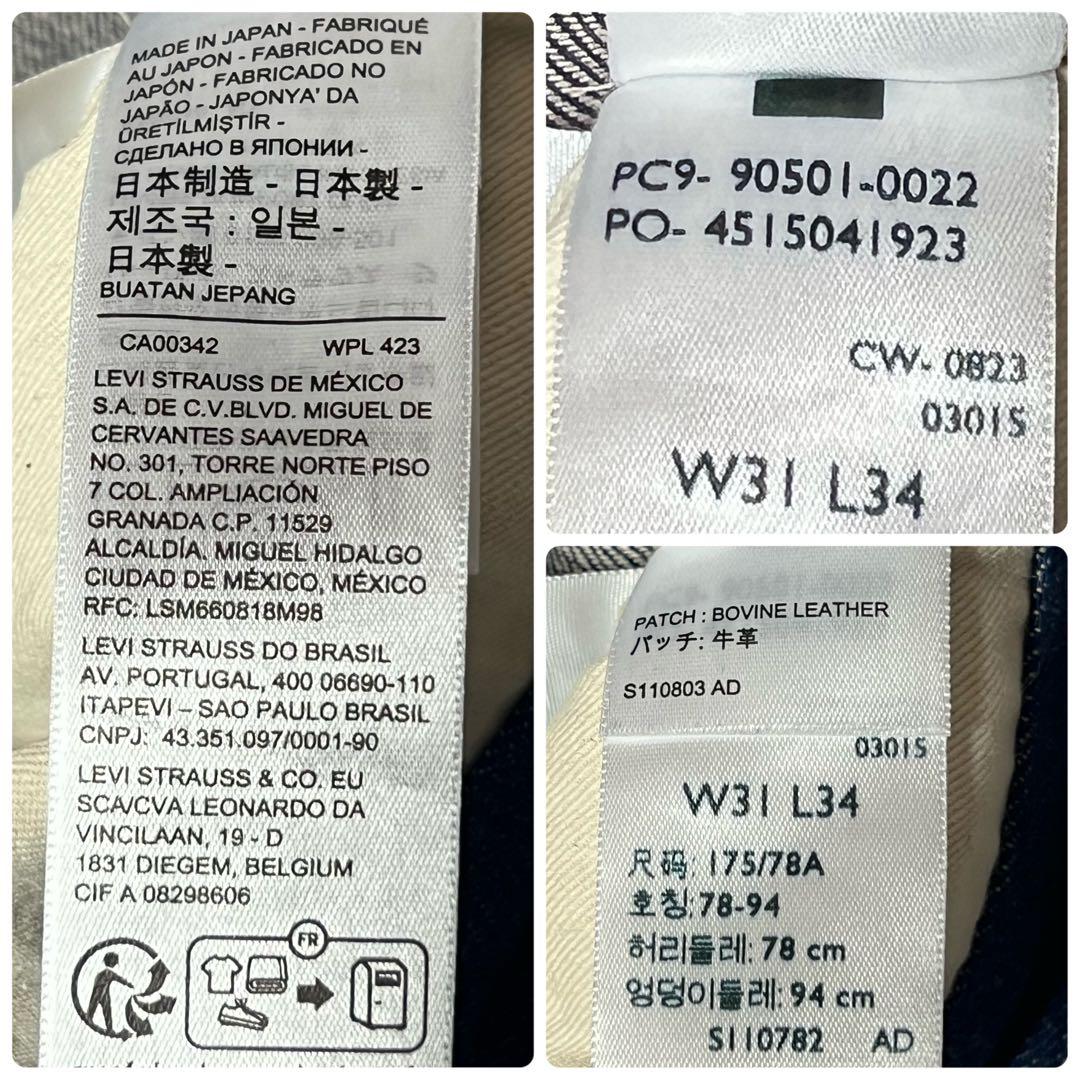 MADE IN JAPAN - FABRIQUÉ
AU JAPON - FABRICADO EN
JAPÓN - FABRICADO NO
JAPÃO - JAPONYA' DA
ÜRETİLMİŞTİR -
СДЕЛАНО В ЯПОНИИ -
日本制造 - 日本製 -
제조국 : 일본 -
日本製 -
BUATAN JEPANG
CA00342 WPL 423
LEVI STRAUSS DE MÉXICO
S.A. DE C.V.BLVD. MIGUEL DE
CERVANTES SAAVEDRA
NO. 301, TORRE NORTE PISO
7 COL. AMPLIACIÓN
GRANADA C.P. 11529
ALCALDÍA. MIGUEL HIDALGO
CIUDAD DE MÉXICO, MÉXICO
RFC: LSM660818M98
LEVI STRAUSS DO BRASIL
AV. PORTUGAL, 400 06690-110
ITAPEVI – SAO PAULO BRASIL
CNPJ: 43.351.097/0001-90
LEVI STRAUSS & CO. EU
SCA/CVA LEONARDO DA
VINCILAAN, 19 - D
1831 DIEGEM, BELGIUM
CIF A 08298606
FR
PC9- 90501-0022
PO- 4515041923
CW- 0823
0301S
W31 L34
PATCH : BOVINE LEATHER
パッチ: 牛革
S110803 AD
0301S
W31 L34
尺码: 175/78A
호칭: 78-94
허리둘레: 78 cm
엉덩이둘레: 94 cm
S110782 AD